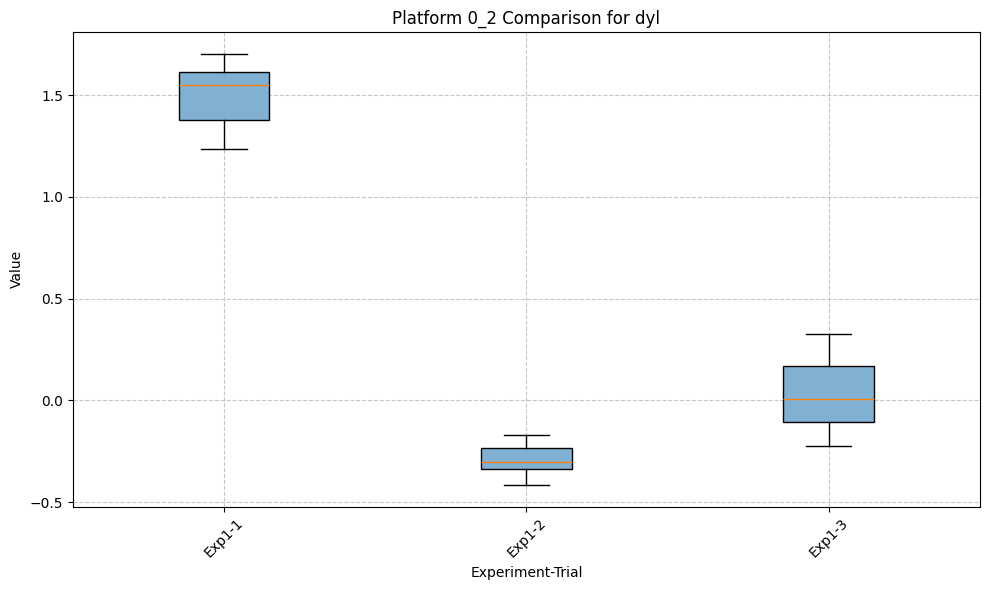 Platform 0_2 Comparison for dyl
Value
1.5
1.0
0.5
0.0
−0.5
Exp1-1
Exp1-2
Exp1-3
Experiment-Trial